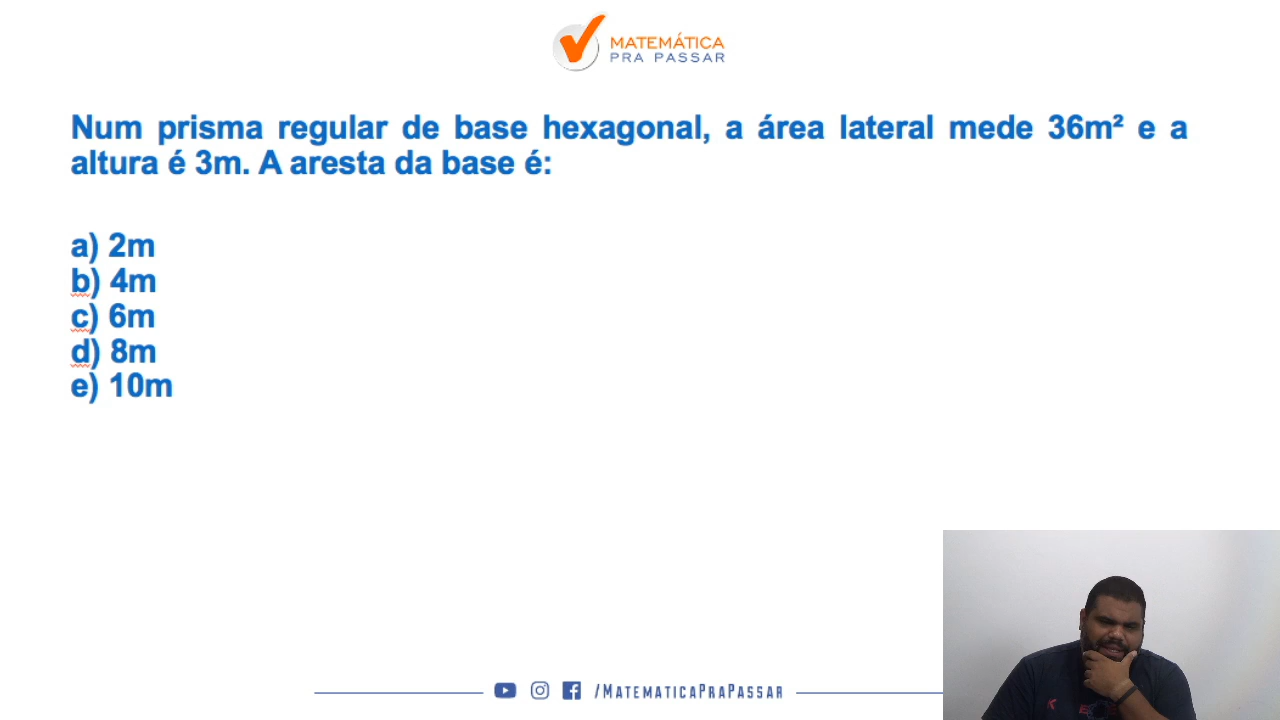 MATEMÁTICA
PRA PASSAR
Num prisma regular de base hexagonal, a área lateral mede 36m² e a
altura é 3m. A aresta da base é:
a) 2m
b) 4m
c) 6m
d) 8m
e) 10m
/MATEMATICAPRAPASSAR